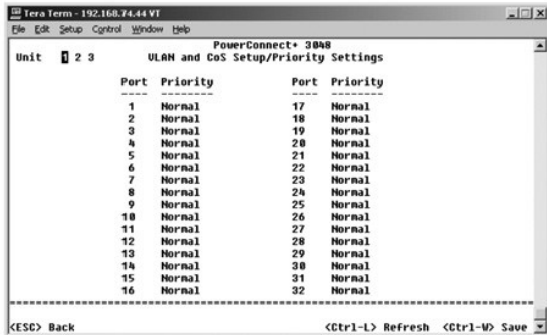 Tera Term - 192.168.74.44 VT
File Edit Setup Control Window Help
PowerConnect+ 3048
Unit 1 2 3 VLAN and CoS Setup/Priority Settings
Port Priority Port Priority
---- -------- ---- --------
1 Normal 17 Normal
2 Normal 18 Normal
3 Normal 19 Normal
4 Normal 20 Normal
5 Normal 21 Normal
6 Normal 22 Normal
7 Normal 23 Normal
8 Normal 24 Normal
9 Normal 25 Normal
10 Normal 26 Normal
11 Normal 27 Normal
12 Normal 28 Normal
13 Normal 29 Normal
14 Normal 30 Normal
15 Normal 31 Normal
16 Normal 32 Normal
<ESC> Back <Ctrl-L> Refresh <Ctrl-W> Save